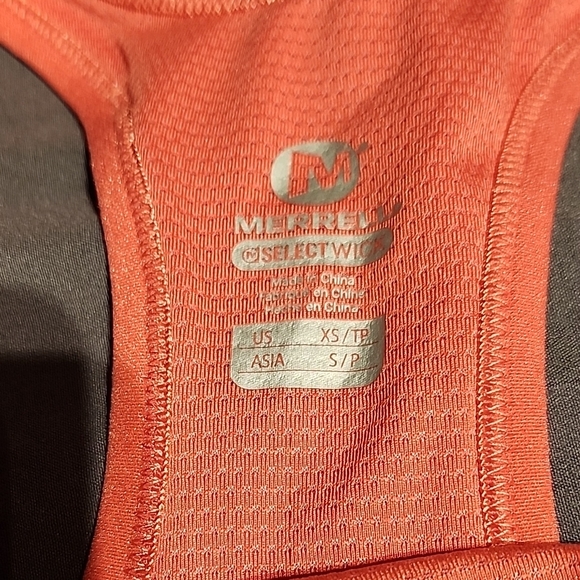 M
MERRELL
SELECTWICK
Made in China
Fabriqué en Chine
Hecho en China
US XS / TP
ASIA S / P